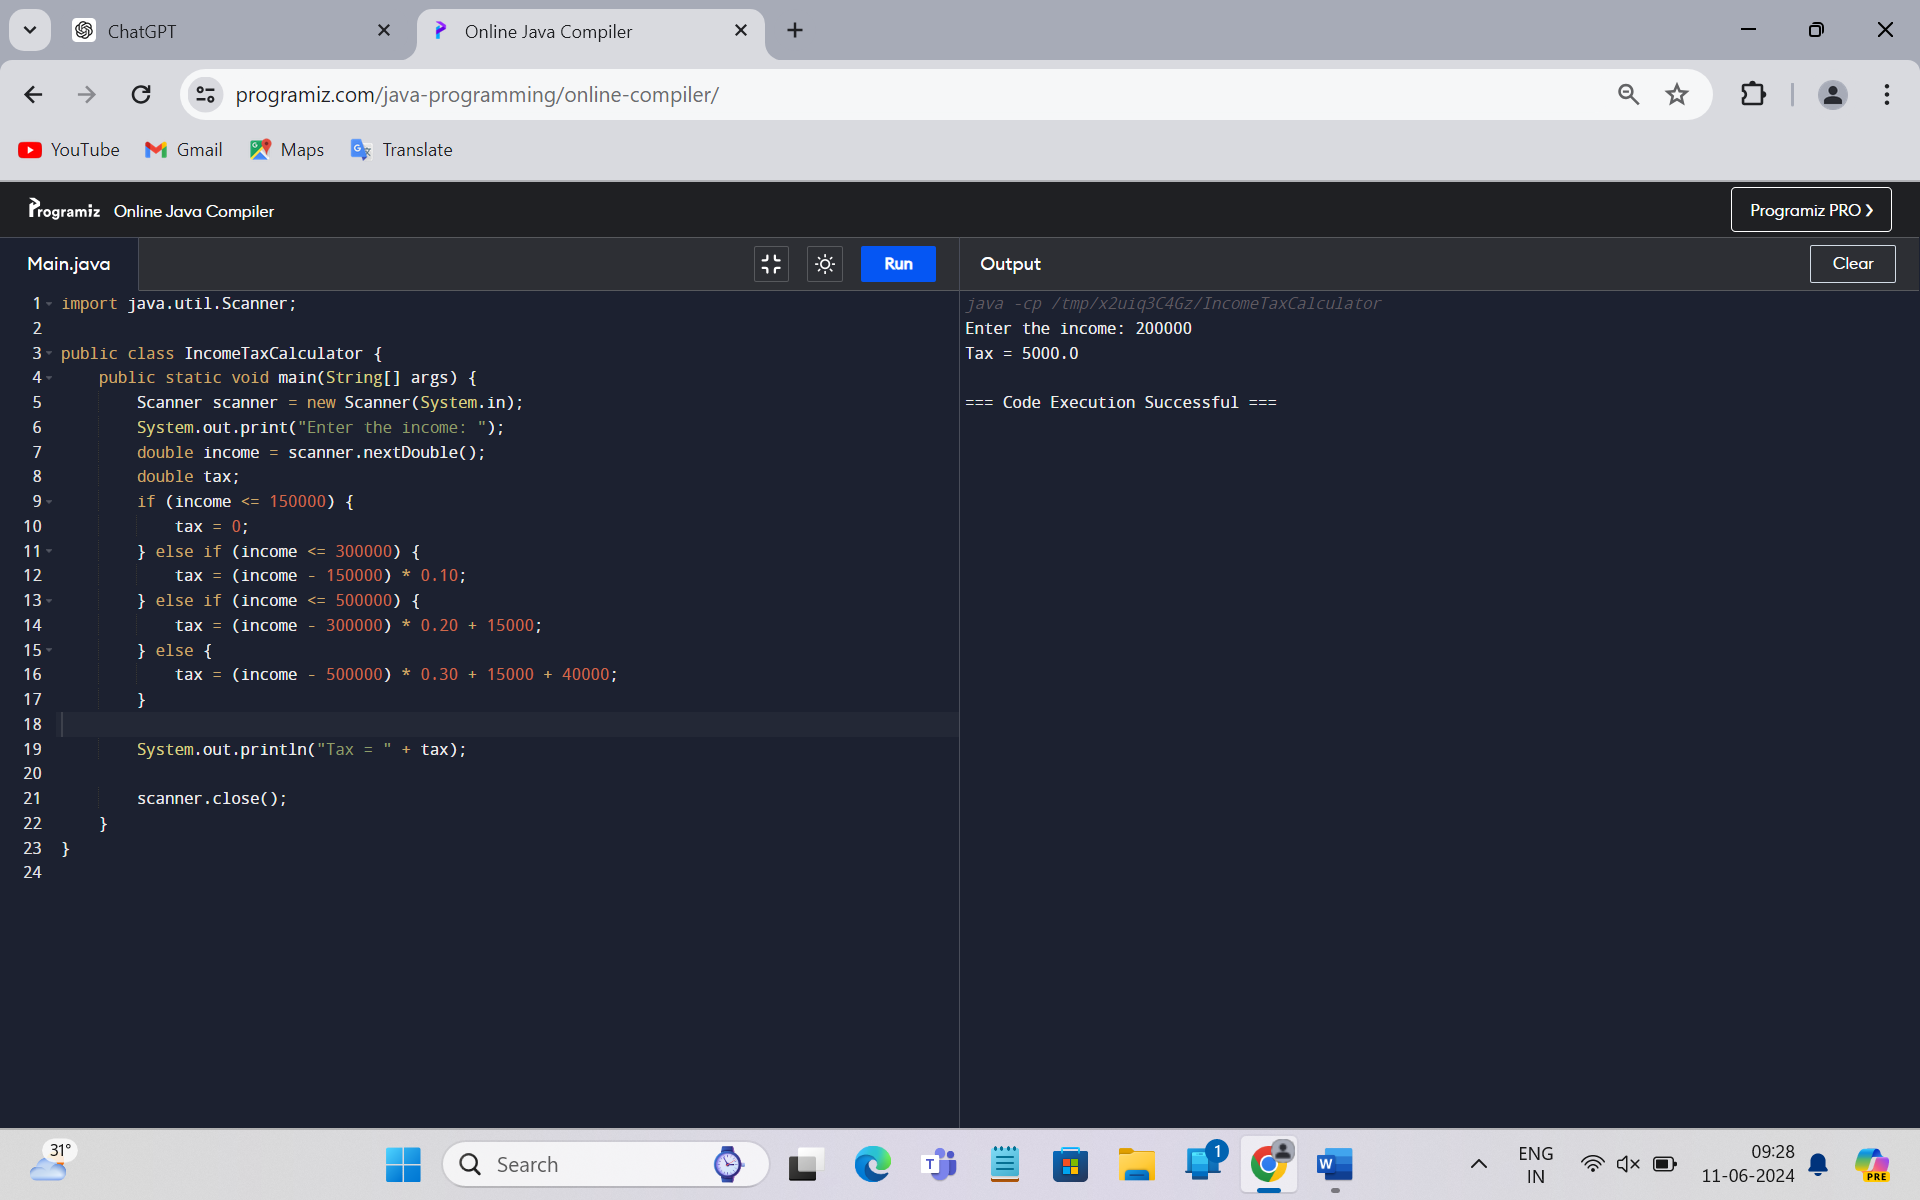 ChatGPT
Online Java Compiler
programiz.com/java-programming/online-compiler/
YouTube
Gmail
Maps
Translate
Programiz Online Java Compiler
Programiz PRO ❯
Main.java
Run
Output
Clear
1 import java.util.Scanner;
2
3 public class IncomeTaxCalculator {
4     public static void main(String[] args) {
5         Scanner scanner = new Scanner(System.in);
6         System.out.print("Enter the income: ");
7         double income = scanner.nextDouble();
8         double tax;
9         if (income <= 150000) {
10             tax = 0;
11         } else if (income <= 300000) {
12             tax = (income - 150000) * 0.10;
13         } else if (income <= 500000) {
14             tax = (income - 300000) * 0.20 + 15000;
15         } else {
16             tax = (income - 500000) * 0.30 + 15000 + 40000;
17         }
18
19         System.out.println("Tax = " + tax);
20
21         scanner.close();
22     }
23 }
24
java -cp /tmp/x2uiq3C4Gz/IncomeTaxCalculator
Enter the income: 200000
Tax = 5000.0
=== Code Execution Successful ===
31°
Search
T
1
W
ENG
IN
09:28
11-06-2024
PRE